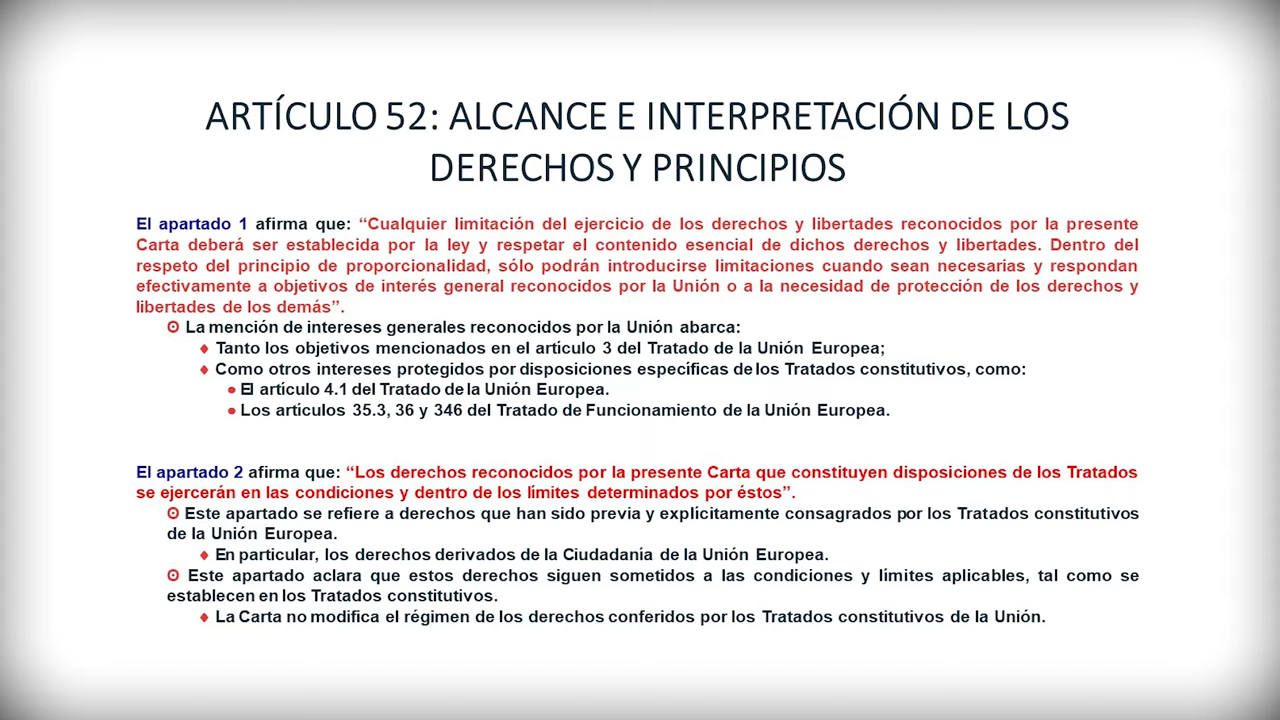 ARTÍCULO 52: ALCANCE E INTERPRETACIÓN DE LOS
DERECHOS Y PRINCIPIOS
El apartado 1 afirma que: “Cualquier limitación del ejercicio de los derechos y libertades reconocidos por la presente
Carta deberá ser establecida por la ley y respetar el contenido esencial de dichos derechos y libertades. Dentro del
respeto del principio de proporcionalidad, sólo podrán introducirse limitaciones cuando sean necesarias y respondan
efectivamente a objetivos de interés general reconocidos por la Unión o a la necesidad de protección de los derechos y
libertades de los demás”.
La mención de intereses generales reconocidos por la Unión abarca:
Tanto los objetivos mencionados en el artículo 3 del Tratado de la Unión Europea;
Como otros intereses protegidos por disposiciones específicas de los Tratados constitutivos, como:
El artículo 4.1 del Tratado de la Unión Europea.
Los artículos 35.3, 36 y 346 del Tratado de Funcionamiento de la Unión Europea.
El apartado 2 afirma que: “Los derechos reconocidos por la presente Carta que constituyen disposiciones de los Tratados
se ejercerán en las condiciones y dentro de los límites determinados por éstos”.
Este apartado se refiere a derechos que han sido previa y explícitamente consagrados por los Tratados constitutivos
de la Unión Europea.
En particular, los derechos derivados de la Ciudadanía de la Unión Europea.
Este apartado aclara que estos derechos siguen sometidos a las condiciones y límites aplicables, tal como se
establecen en los Tratados constitutivos.
La Carta no modifica el régimen de los derechos conferidos por los Tratados constitutivos de la Unión.